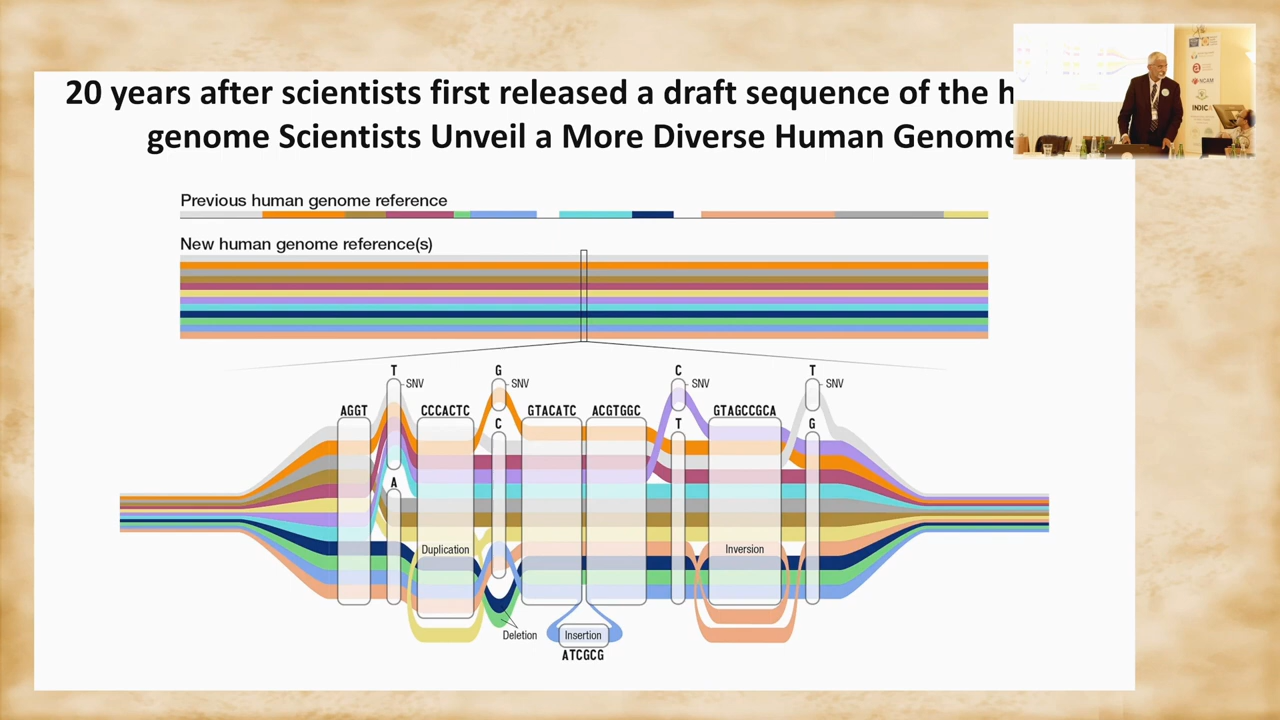 20 years after scientists first released a draft sequence of the h
genome Scientists Unveil a More Diverse Human Genome
Previous human genome reference
New human genome reference(s)
T
SNV
G
SNV
C
SNV
T
SNV
AGGT
CCCACTC
C
GTACATC
ACGTGGC
T
GTAGCCGCA
G
A
Duplication
Inversion
Deletion
Insertion
ATCGCG
NCAM
INDICA